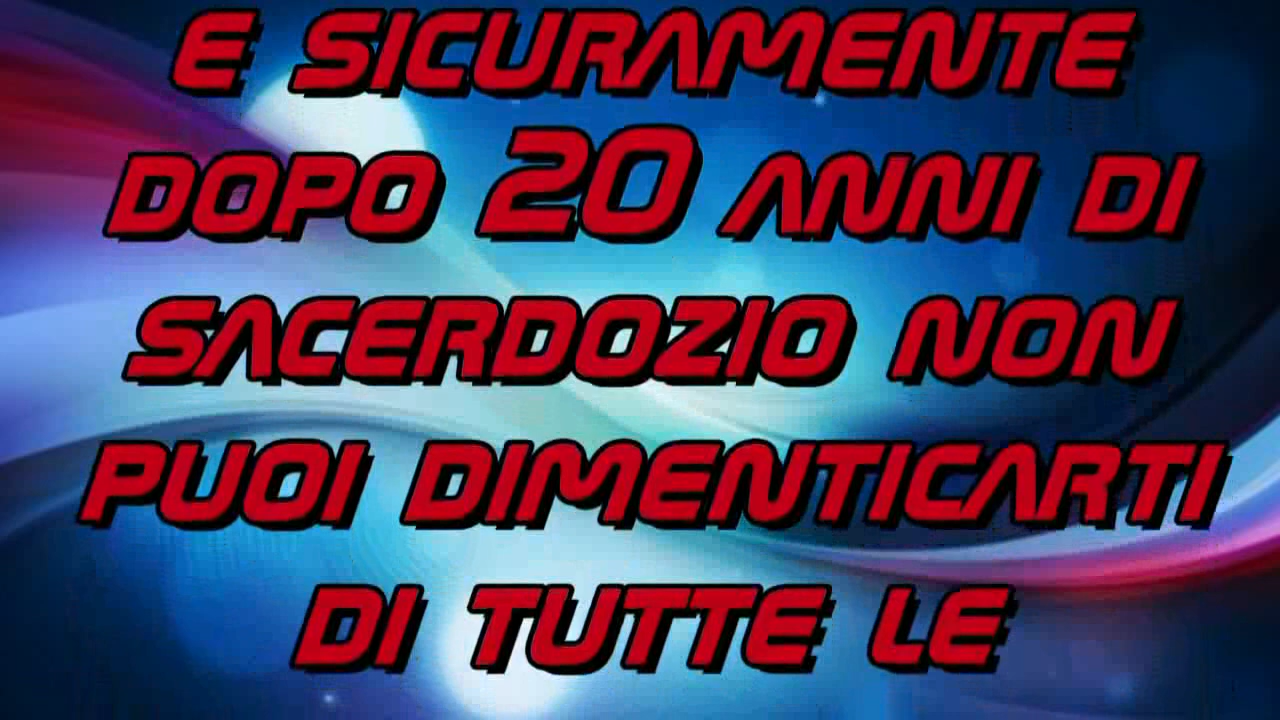 E SICURAMENTE
DOPO 20 ANNI DI
SACERDOZIO NON
PUOI DIMENTICARTI
DI TUTTE LE